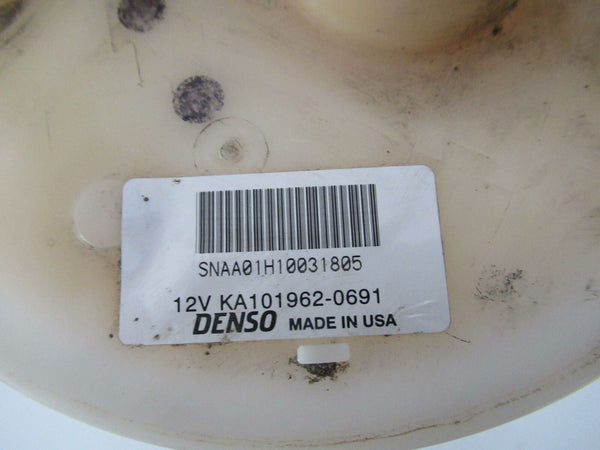 SNAA01H10031805
12V KA101962-0691
DENSO MADE IN USA